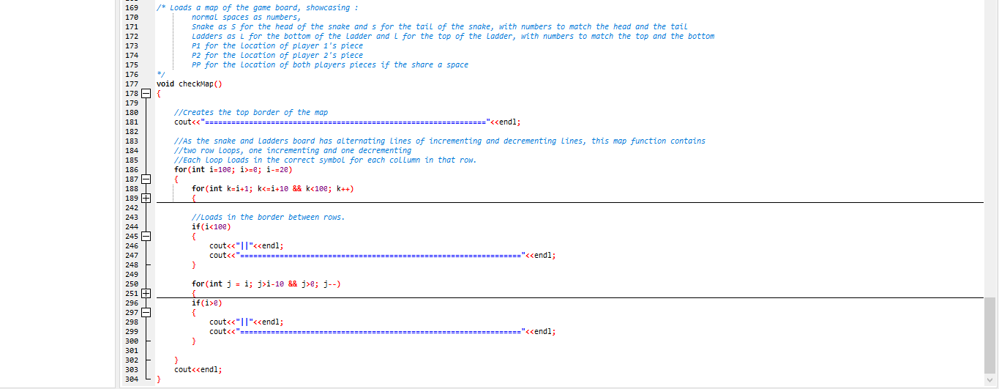 169 /* Loads a map of the game board, showcasing :
170 normal spaces as numbers,
171 Snake as S for the head of the snake and s for the tail of the snake, with numbers to match the head and the tail
172 Ladders as L for the bottom of the ladder and l for the top of the ladder, with numbers to match the top and the bottom
173 P1 for the location of player 1's piece
174 P2 for the location of player 2's piece
175 PP for the location of both players pieces if the share a space
176 */
177 void checkMap()
178 {
179
180 //Creates the top border of the map
181 cout<<"================================================================"<<endl;
182
183 //As the snake and ladders board has alternating lines of incrementing and decrementing lines, this map function contains
184 //two row loops, one incrementing and one decrementing
185 //Each loop loads in the correct symbol for each collumn in that row.
186 for(int i=100; i>=0; i-=20)
187 {
188 for(int k=i+1; k<=i+10 && k<100; k++)
189 {
242
243 //Loads in the border between rows.
244 if(i<100)
245 {
246 cout<<"||"<<endl;
247 cout<<"================================================================"<<endl;
248 }
249
250 for(int j = i; j>i-10 && j>0; j--)
251 {
296 if(i>0)
297 {
298 cout<<"||"<<endl;
299 cout<<"================================================================"<<endl;
300 }
301
302 }
303 cout<<endl;
304 }